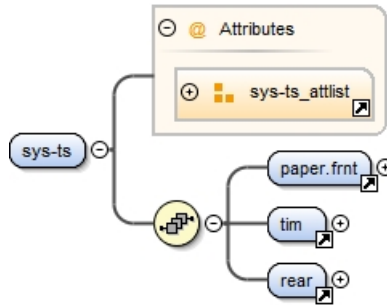 @ Attributes
sys-ts_attlist
sys-ts
paper.frnt
tim
rear